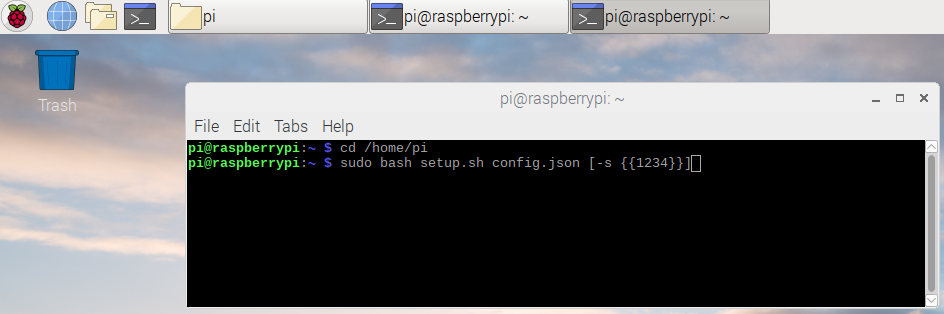 pi
pi@raspberrypi: ~
pi@raspberrypi: ~
Trash
pi@raspberrypi: ~
File Edit Tabs Help
pi@raspberrypi:~ $ cd /home/pi
pi@raspberrypi:~ $ sudo bash setup.sh config.json [-s {{1234}}]